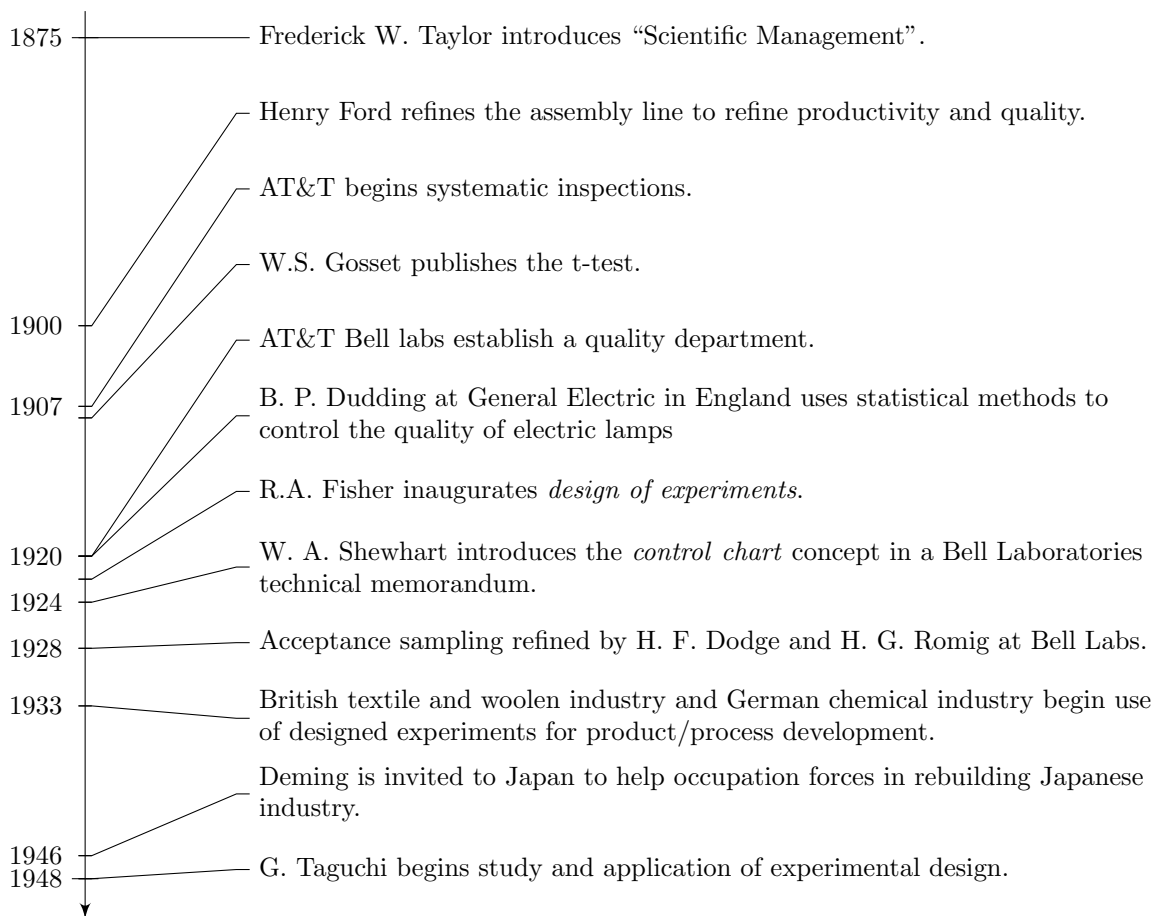 1875 Frederick W. Taylor introduces “Scientific Management”.
Henry Ford refines the assembly line to refine productivity and quality.
AT&T begins systematic inspections.
W.S. Gosset publishes the t-test.
1900
AT&T Bell labs establish a quality department.
1907
B. P. Dudding at General Electric in England uses statistical methods to
control the quality of electric lamps
R.A. Fisher inaugurates design of experiments.
1920
W. A. Shewhart introduces the control chart concept in a Bell Laboratories
technical memorandum.
1924
1928 Acceptance sampling refined by H. F. Dodge and H. G. Romig at Bell Labs.
1933 British textile and woolen industry and German chemical industry begin use
of designed experiments for product/process development.
Deming is invited to Japan to help occupation forces in rebuilding Japanese
industry.
1946
1948 G. Taguchi begins study and application of experimental design.